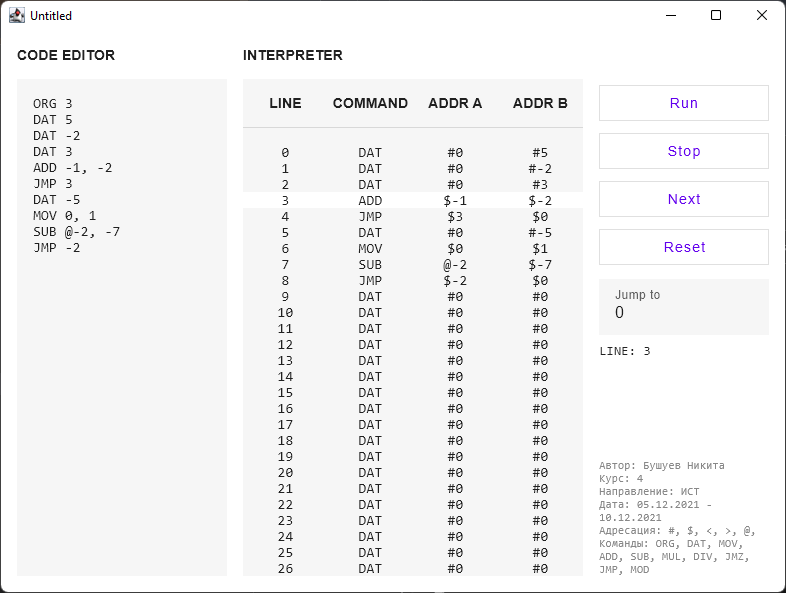 Untitled
CODE EDITOR
INTERPRETER
ORG 3
DAT 5
DAT -2
DAT 3
ADD -1, -2
JMP 3
DAT -5
MOV 0, 1
SUB @-2, -7
JMP -2
LINE COMMAND ADDR A ADDR B
0 DAT #0 #5
1 DAT #0 #-2
2 DAT #0 #3
3 ADD $-1 $-2
4 JMP $3 $0
5 DAT #0 #-5
6 MOV $0 $1
7 SUB @-2 $-7
8 JMP $-2 $0
9 DAT #0 #0
10 DAT #0 #0
11 DAT #0 #0
12 DAT #0 #0
13 DAT #0 #0
14 DAT #0 #0
15 DAT #0 #0
16 DAT #0 #0
17 DAT #0 #0
18 DAT #0 #0
19 DAT #0 #0
20 DAT #0 #0
21 DAT #0 #0
22 DAT #0 #0
23 DAT #0 #0
24 DAT #0 #0
25 DAT #0 #0
26 DAT #0 #0
Run
Stop
Next
Reset
Jump to
0
LINE: 3
Автор: Бушуев Никита
Курс: 4
Направление: ИСТ
Дата: 05.12.2021 -
10.12.2021
Адресация: #, $, <, >, @,
Команды: ORG, DAT, MOV,
ADD, SUB, MUL, DIV, JMZ,
JMP, MOD